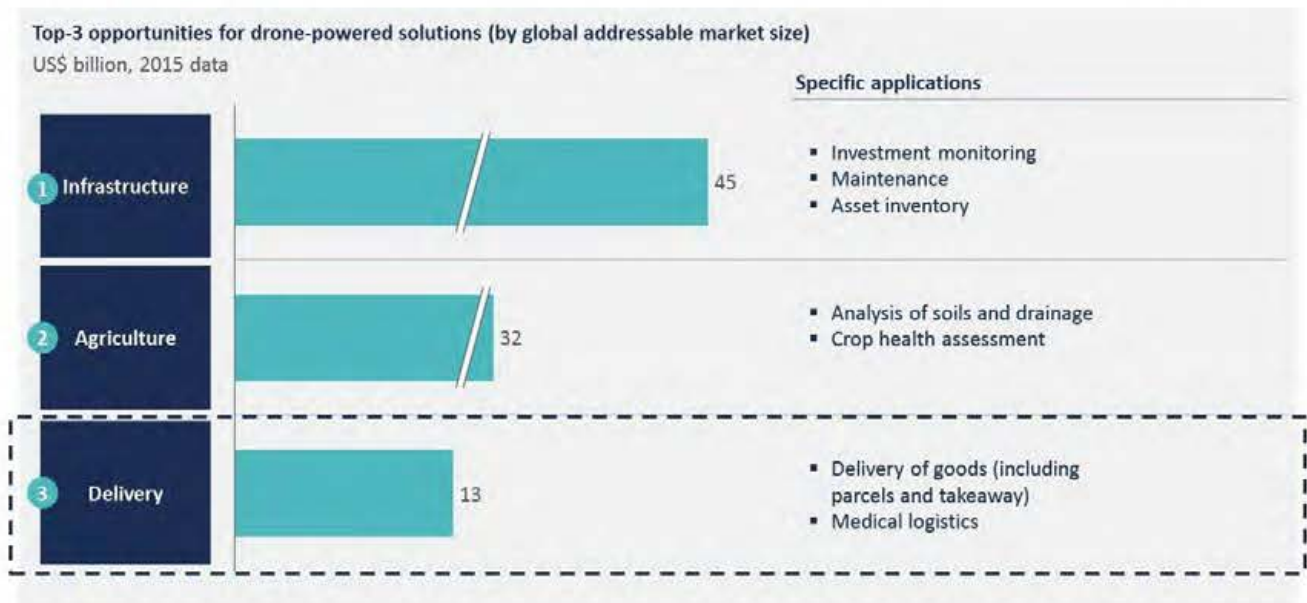 Top-3 opportunities for drone-powered solutions (by global addressable market size)
US$ billion, 2015 data
Specific applications
1 Infrastructure
45
▪ Investment monitoring
▪ Maintenance
▪ Asset inventory
2 Agriculture
32
▪ Analysis of soils and drainage
▪ Crop health assessment
3 Delivery
13
▪ Delivery of goods (including
parcels and takeaway)
▪ Medical logistics